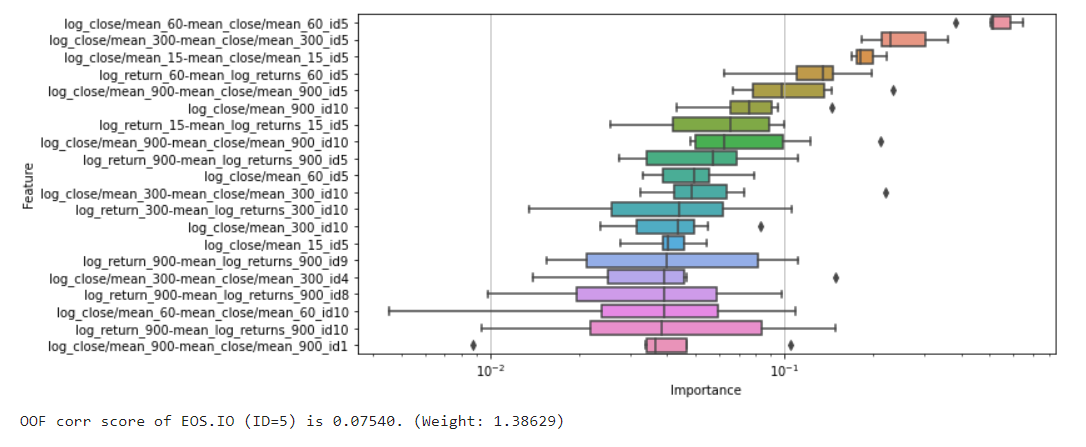 log_close/mean_60-mean_close/mean_60_id5
log_close/mean_300-mean_close/mean_300_id5
log_close/mean_15-mean_close/mean_15_id5
log_return_60-mean_log_returns_60_id5
log_close/mean_900-mean_close/mean_900_id5
log_close/mean_900_id10
log_return_15-mean_log_returns_15_id5
log_close/mean_900-mean_close/mean_900_id10
log_return_900-mean_log_returns_900_id5
log_close/mean_60_id5
log_close/mean_300-mean_close/mean_300_id10
log_return_300-mean_log_returns_300_id10
log_close/mean_300_id10
log_close/mean_15_id5
log_return_900-mean_log_returns_900_id9
log_close/mean_300-mean_close/mean_300_id4
log_return_900-mean_log_returns_900_id8
log_close/mean_60-mean_close/mean_60_id10
log_return_900-mean_log_returns_900_id10
log_close/mean_900-mean_close/mean_900_id1
Feature
10⁻² 10⁻¹
Importance
OOF corr score of EOS.IO (ID=5) is 0.07540. (Weight: 1.38629)